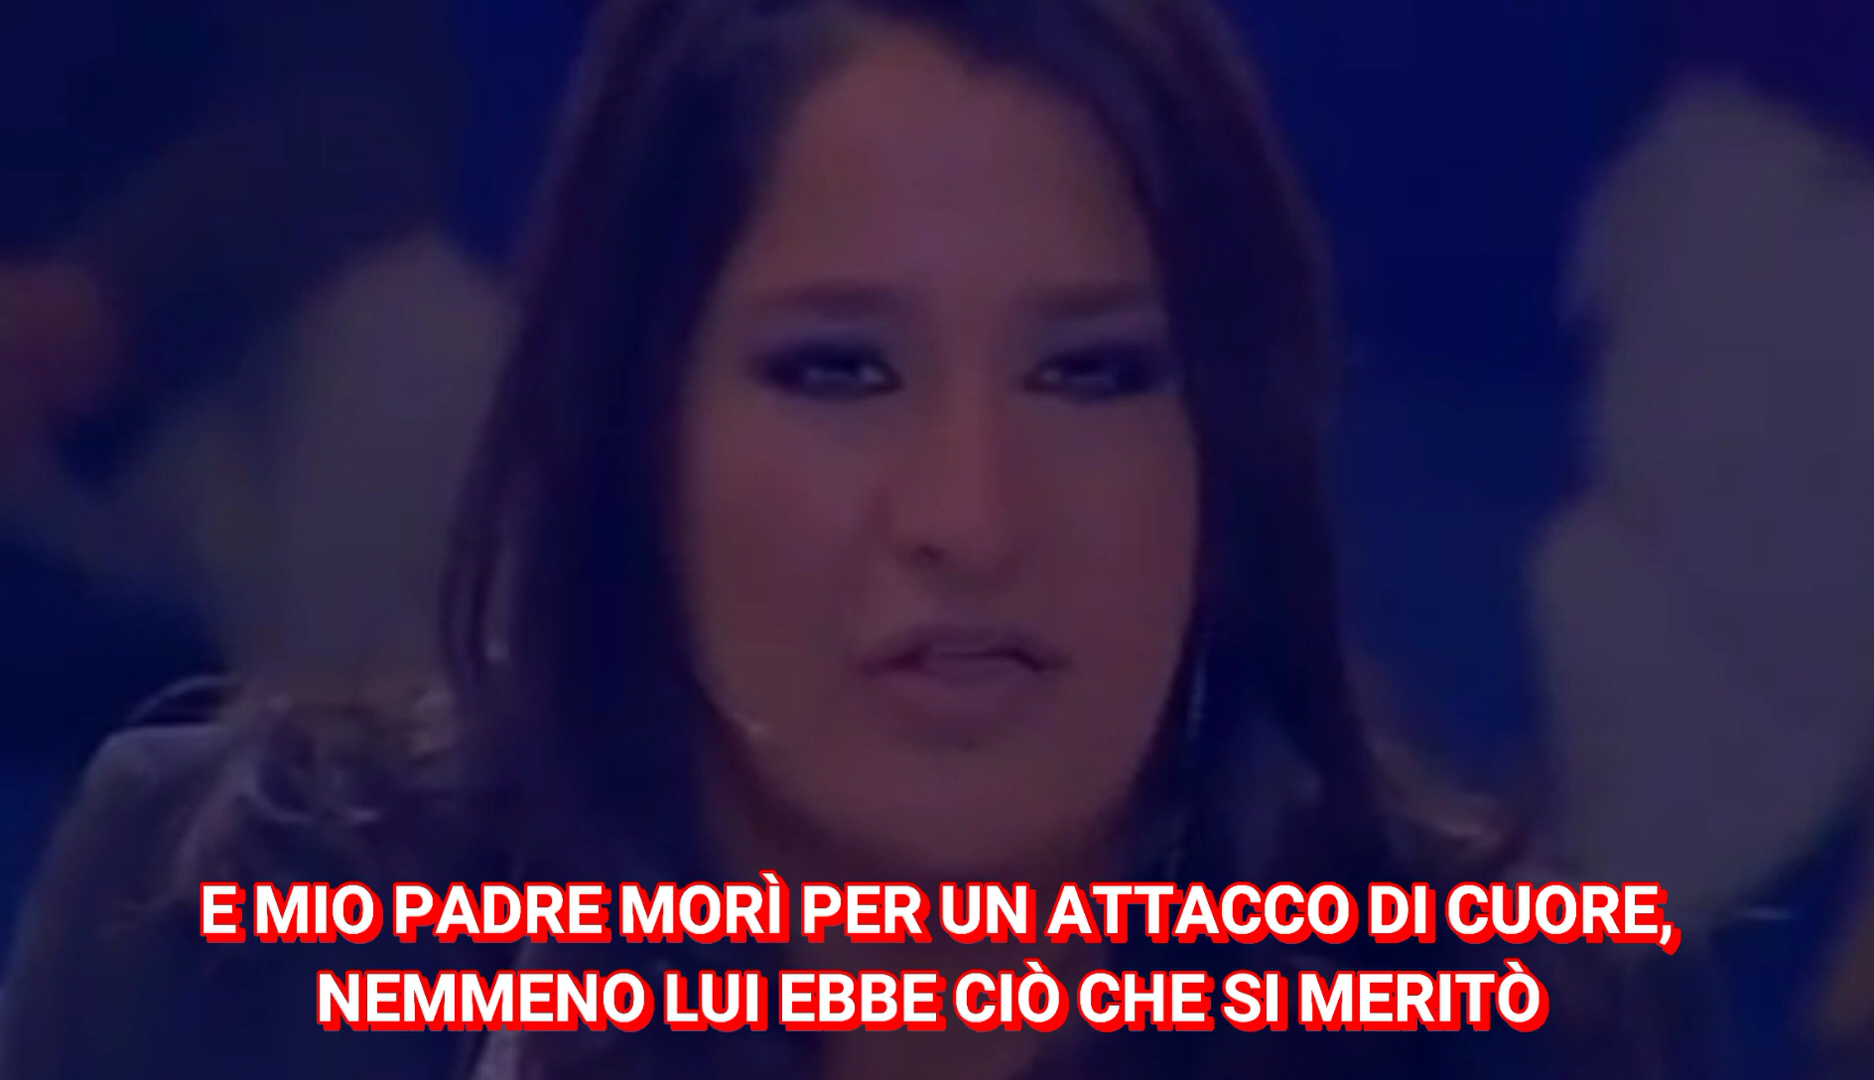 E MIO PADRE MORÌ PER UN ATTACCO DI CUORE,
NEMMENO LUI EBBE CIÒ CHE SI MERITÒ